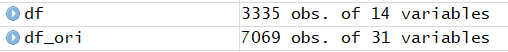 df 3335 obs. of 14 variables
df_ori 7069 obs. of 31 variables